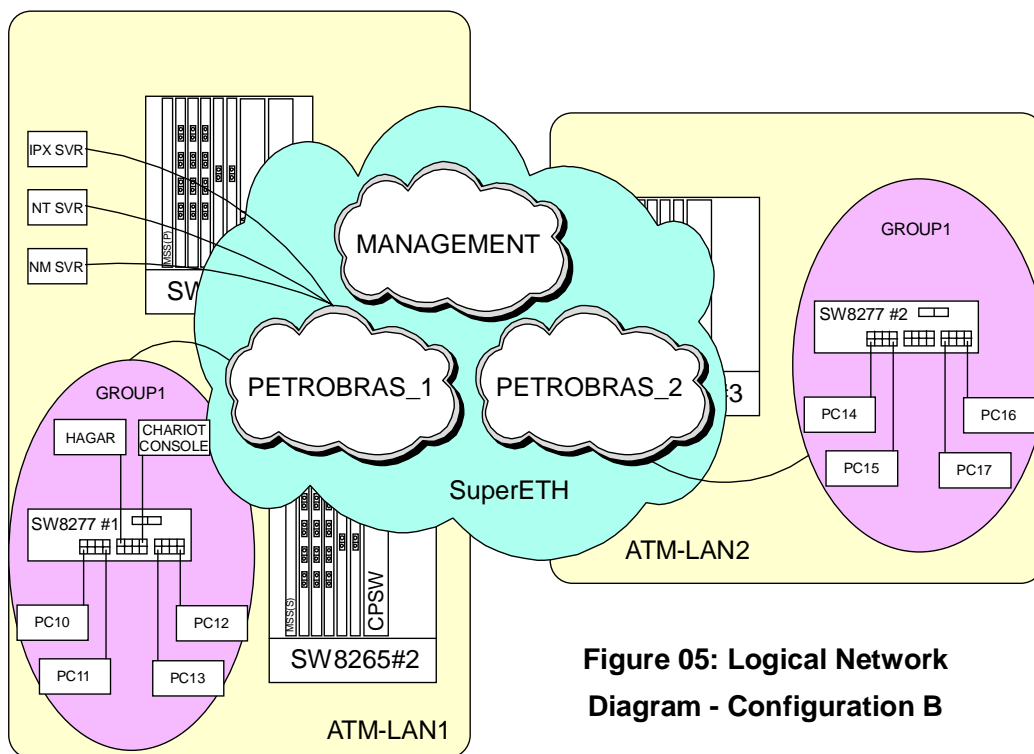 IPX SVR
NT SVR
NM SVR
MSS(P)
SW
MANAGEMENT
PETROBRAS_1
PETROBRAS_2
SuperETH
#3
GROUP1
SW8277 #2
PC14
PC16
PC15
PC17
ATM-LAN2
GROUP1
HAGAR
CHARIOT
CONSOLE
SW8277 #1
PC10
PC12
PC11
PC13
MSS(S)
CPSW
SW8265#2
ATM-LAN1
Figure 05: Logical Network
Diagram - Configuration B